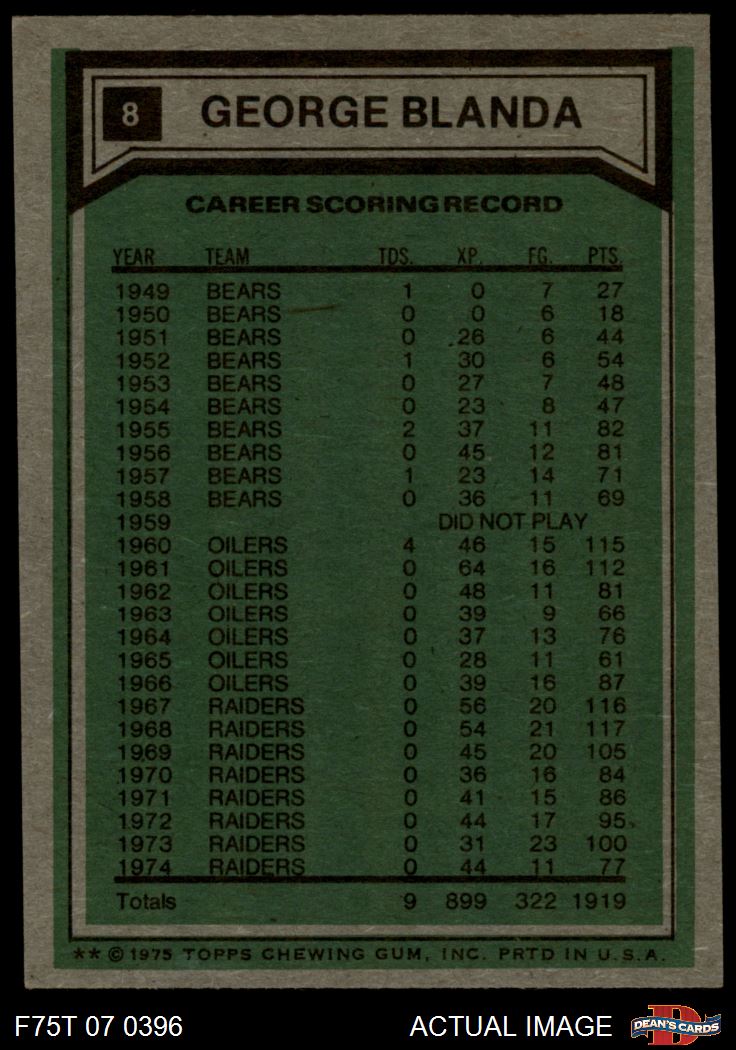 8 GEORGE BLANDA
CAREER SCORING RECORD
YEAR TEAM TDS. XP. FG. PTS.
1949 BEARS 1 0 7 27
1950 BEARS 0 0 6 18
1951 BEARS 0 26 6 44
1952 BEARS 1 30 6 54
1953 BEARS 0 27 7 48
1954 BEARS 0 23 8 47
1955 BEARS 2 37 11 82
1956 BEARS 0 45 12 81
1957 BEARS 1 23 14 71
1958 BEARS 0 36 11 69
1959 DID NOT PLAY
1960 OILERS 4 46 15 115
1961 OILERS 0 64 16 112
1962 OILERS 0 48 11 81
1963 OILERS 0 39 9 66
1964 OILERS 0 37 13 76
1965 OILERS 0 28 11 61
1966 OILERS 0 39 16 87
1967 RAIDERS 0 56 20 116
1968 RAIDERS 0 54 21 117
1969 RAIDERS 0 45 20 105
1970 RAIDERS 0 36 16 84
1971 RAIDERS 0 41 15 86
1972 RAIDERS 0 44 17 95
1973 RAIDERS 0 31 23 100
1974 RAIDERS 0 44 11 77
Totals 9 899 322 1919
** © 1975 TOPPS CHEWING GUM, INC. PRTD IN U.S.A.
F75T 07 0396 ACTUAL IMAGE DEAN'S CARDS